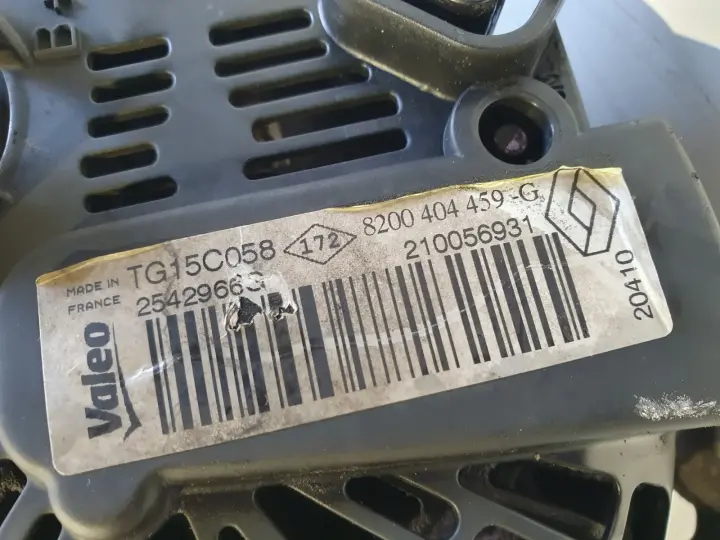 B+
MADE IN FRANCE
TG15C058
172
8200 404 459-G
210056931
2542966
20410
Valeo